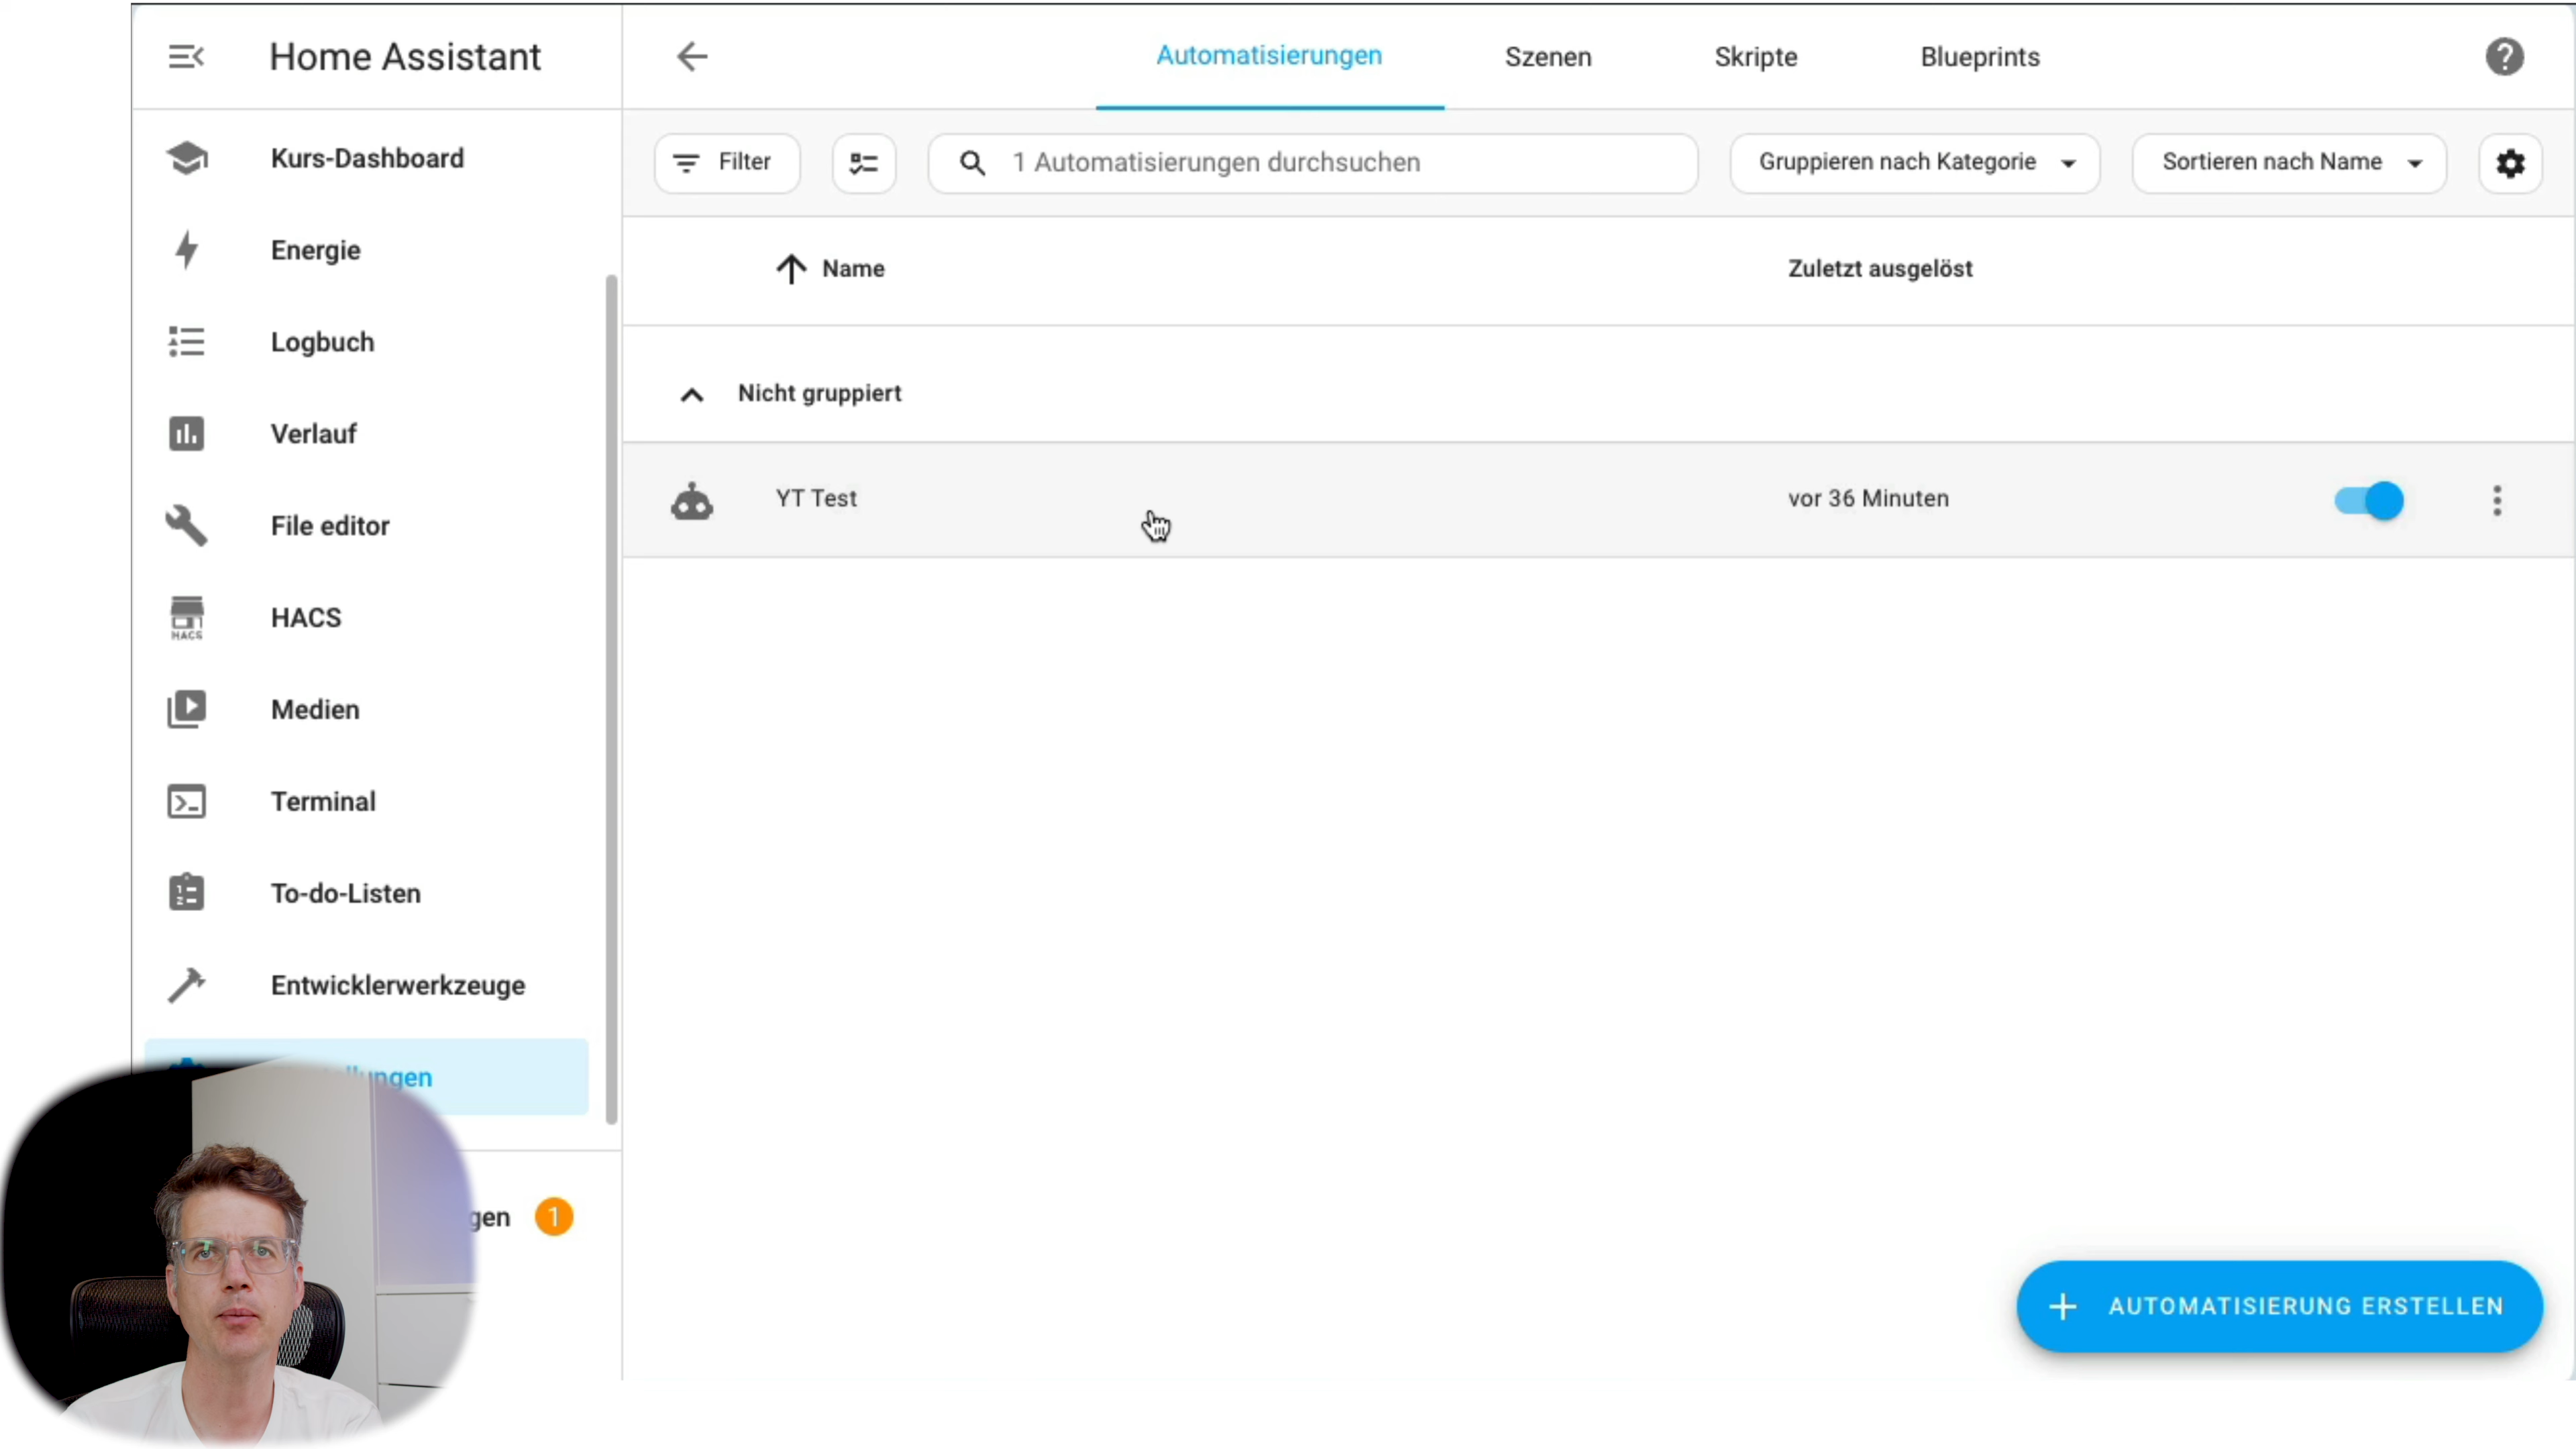 Home Assistant
Automatisierungen
Szenen
Skripte
Blueprints
Kurs-Dashboard
Energie
Logbuch
Verlauf
File editor
HACS
HACS
Medien
Terminal
To-do-Listen
Entwicklerwerkzeuge
1
Filter
1 Automatisierungen durchsuchen
Gruppieren nach Kategorie
Sortieren nach Name
Name
Zuletzt ausgelöst
Nicht gruppiert
YT Test
vor 36 Minuten
AUTOMATISIERUNG ERSTELLEN